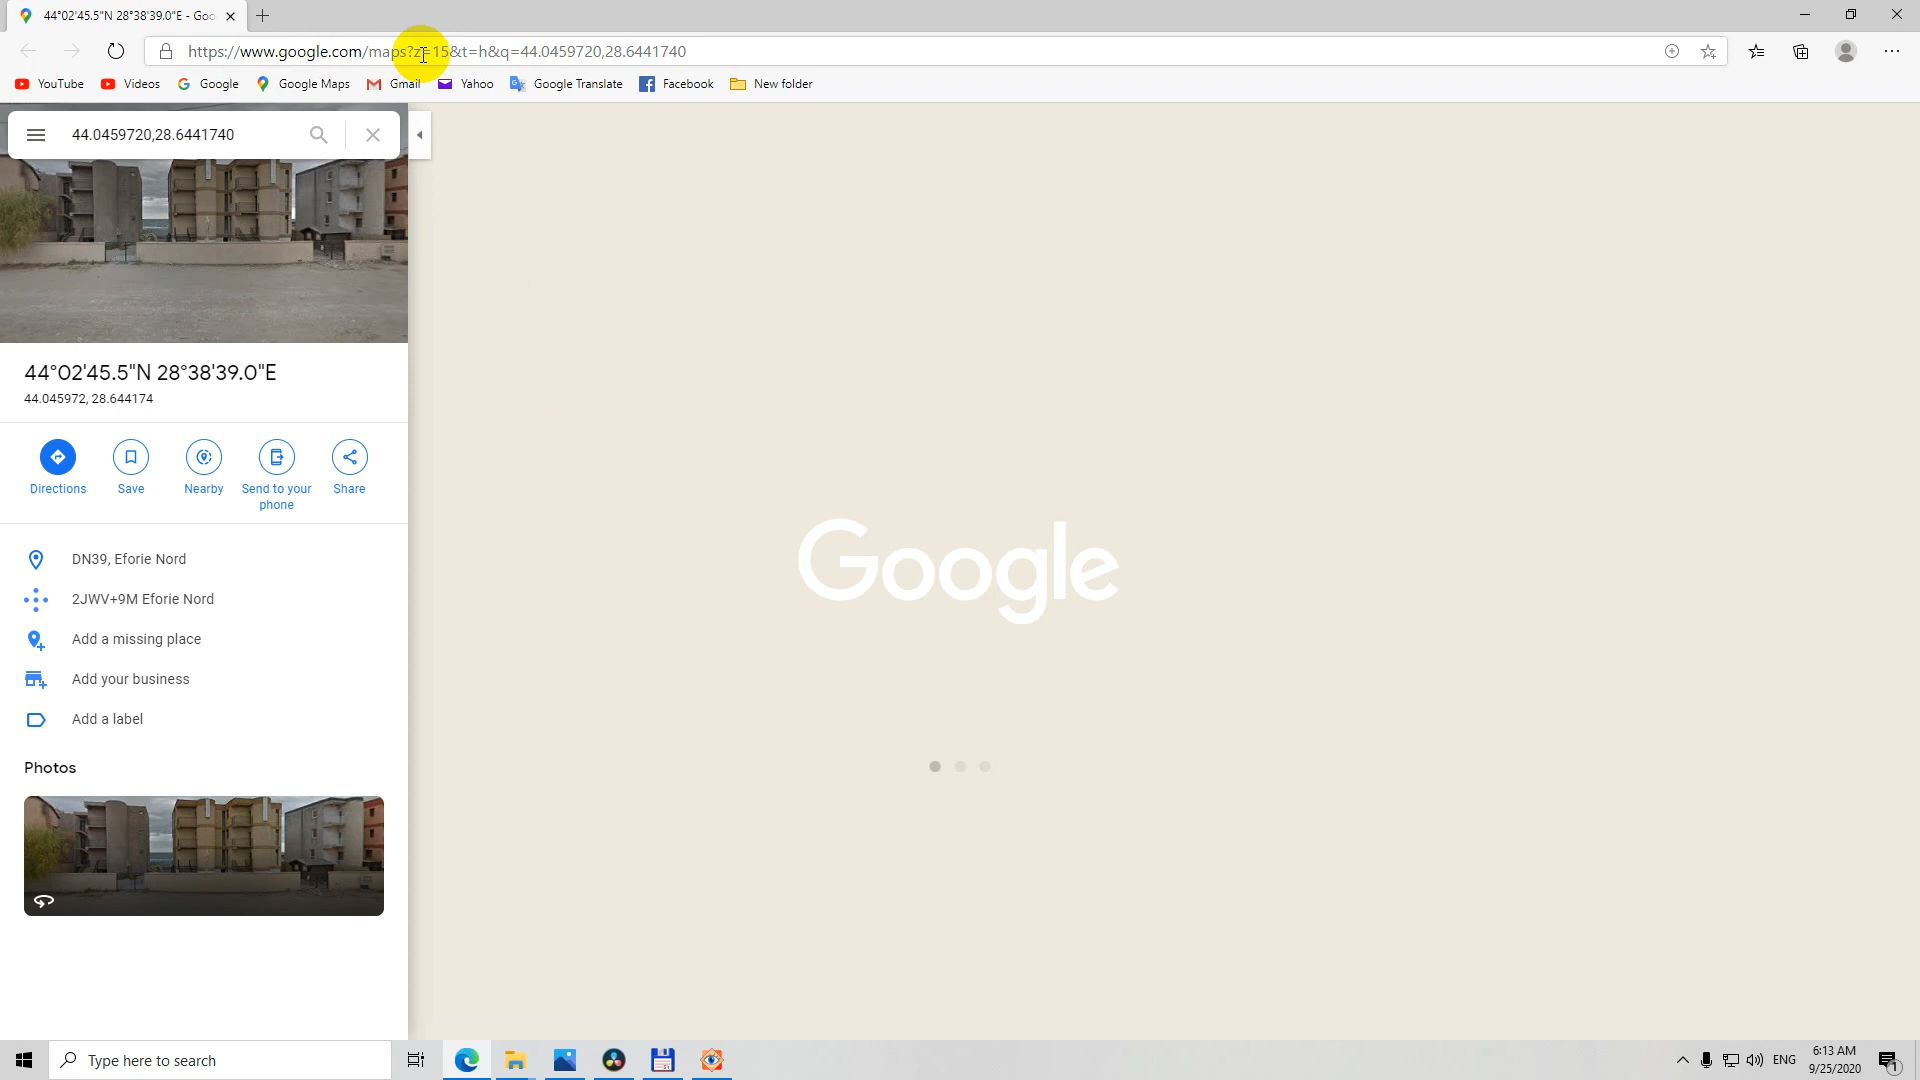 44°02'45.5"N 28°38'39.0"E - Goo
https://www.google.com/maps?z=15&t=h&q=44.0459720,28.6441740
YouTube Videos Google Google Maps Gmail Yahoo Google Translate Facebook New folder
44.0459720,28.6441740
44°02'45.5"N 28°38'39.0"E
44.045972, 28.644174
Directions Save Nearby Send to your phone Share
DN39, Eforie Nord
2JWV+9M Eforie Nord
Add a missing place
Add your business
Add a label
Photos
Google
Type here to search
ENG
6:13 AM
9/25/2020
1